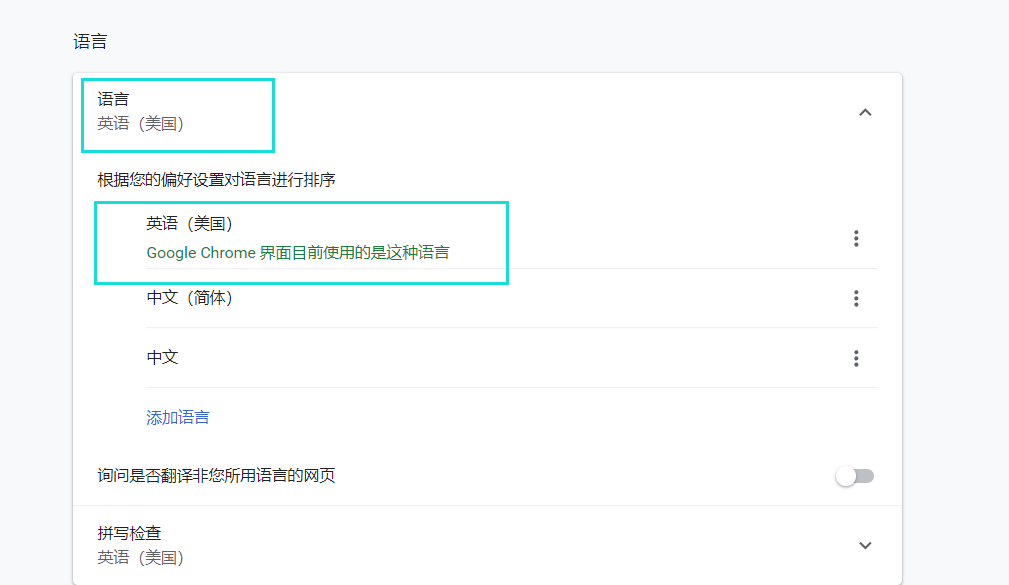 语言
语言
英语（美国）
根据您的偏好设置对语言进行排序
英语（美国）
Google Chrome 界面目前使用的是这种语言
中文（简体）
中文
添加语言
询问是否翻译非您所用语言的网页
拼写检查
英语（美国）